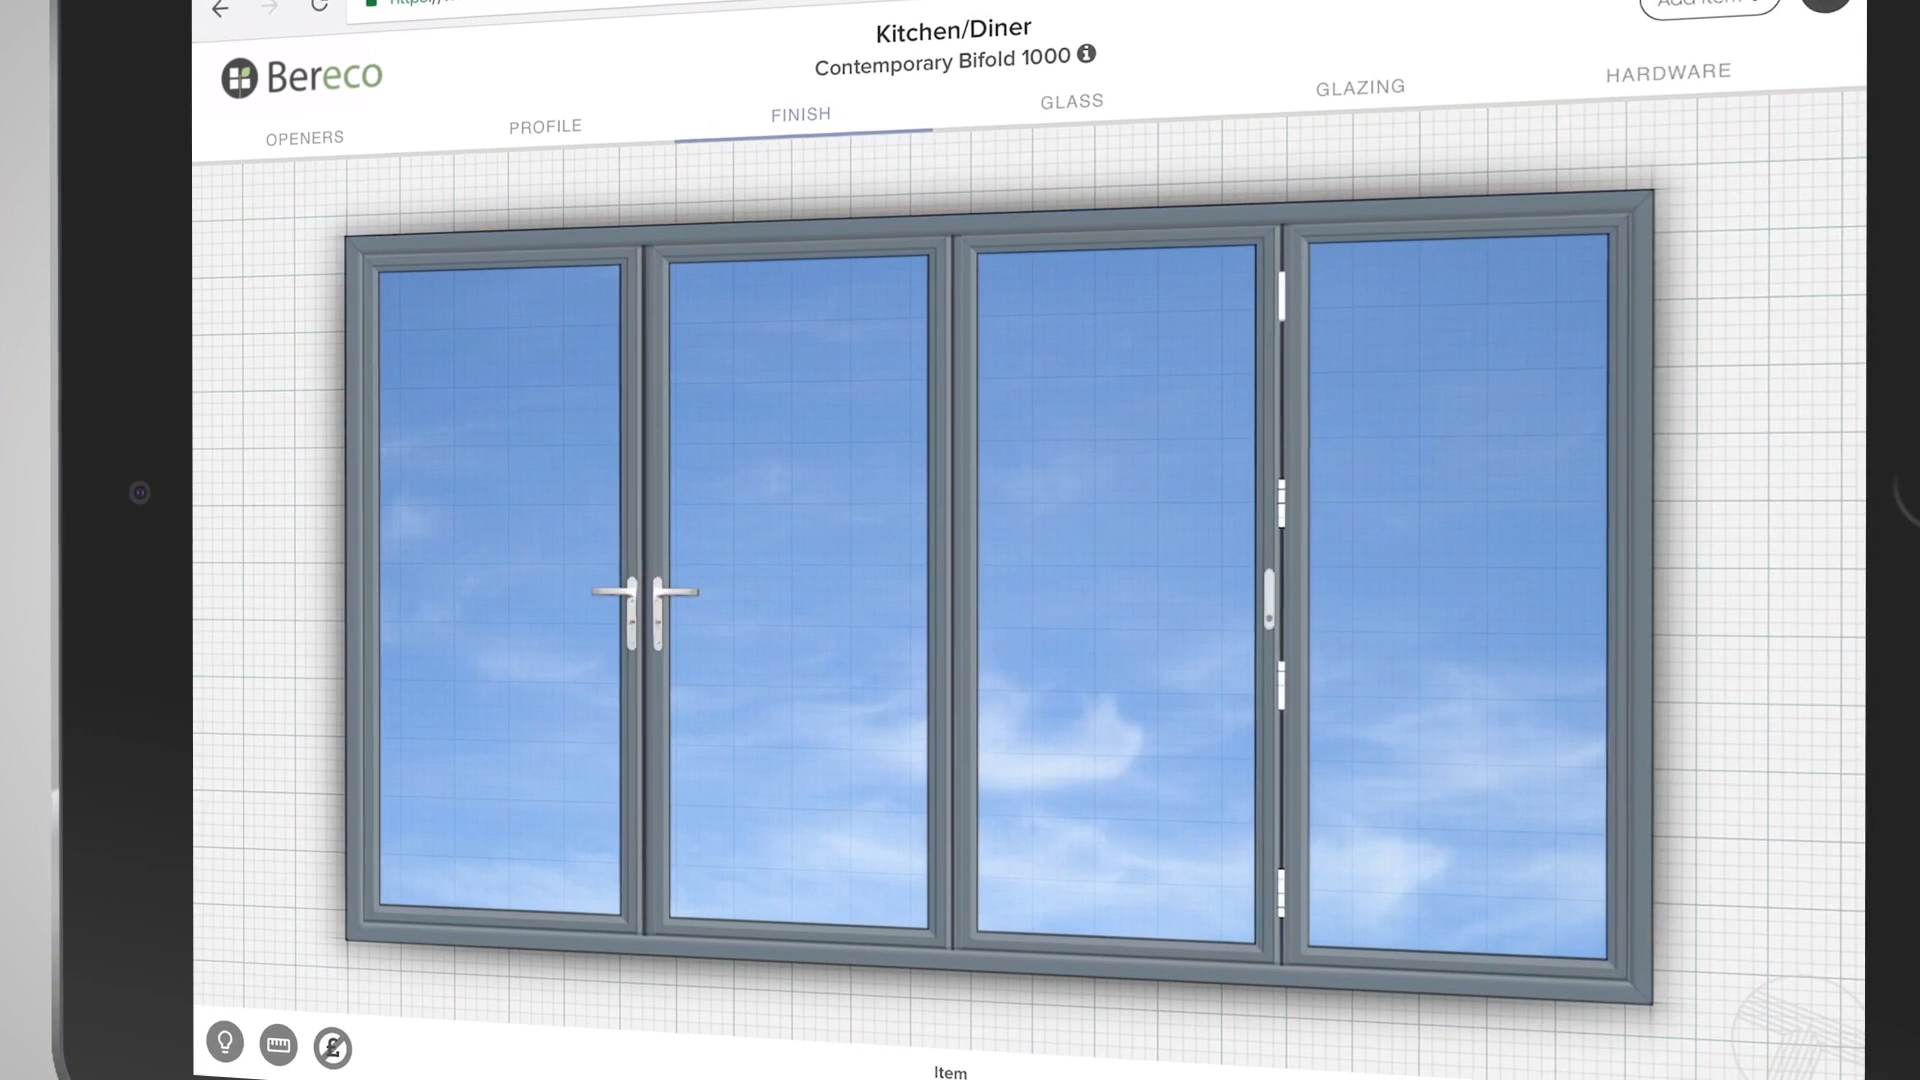 Kitchen/Diner
Contemporary Bifold 1000
Bereco
OPENERS
PROFILE
FINISH
GLASS
GLAZING
HARDWARE
Item